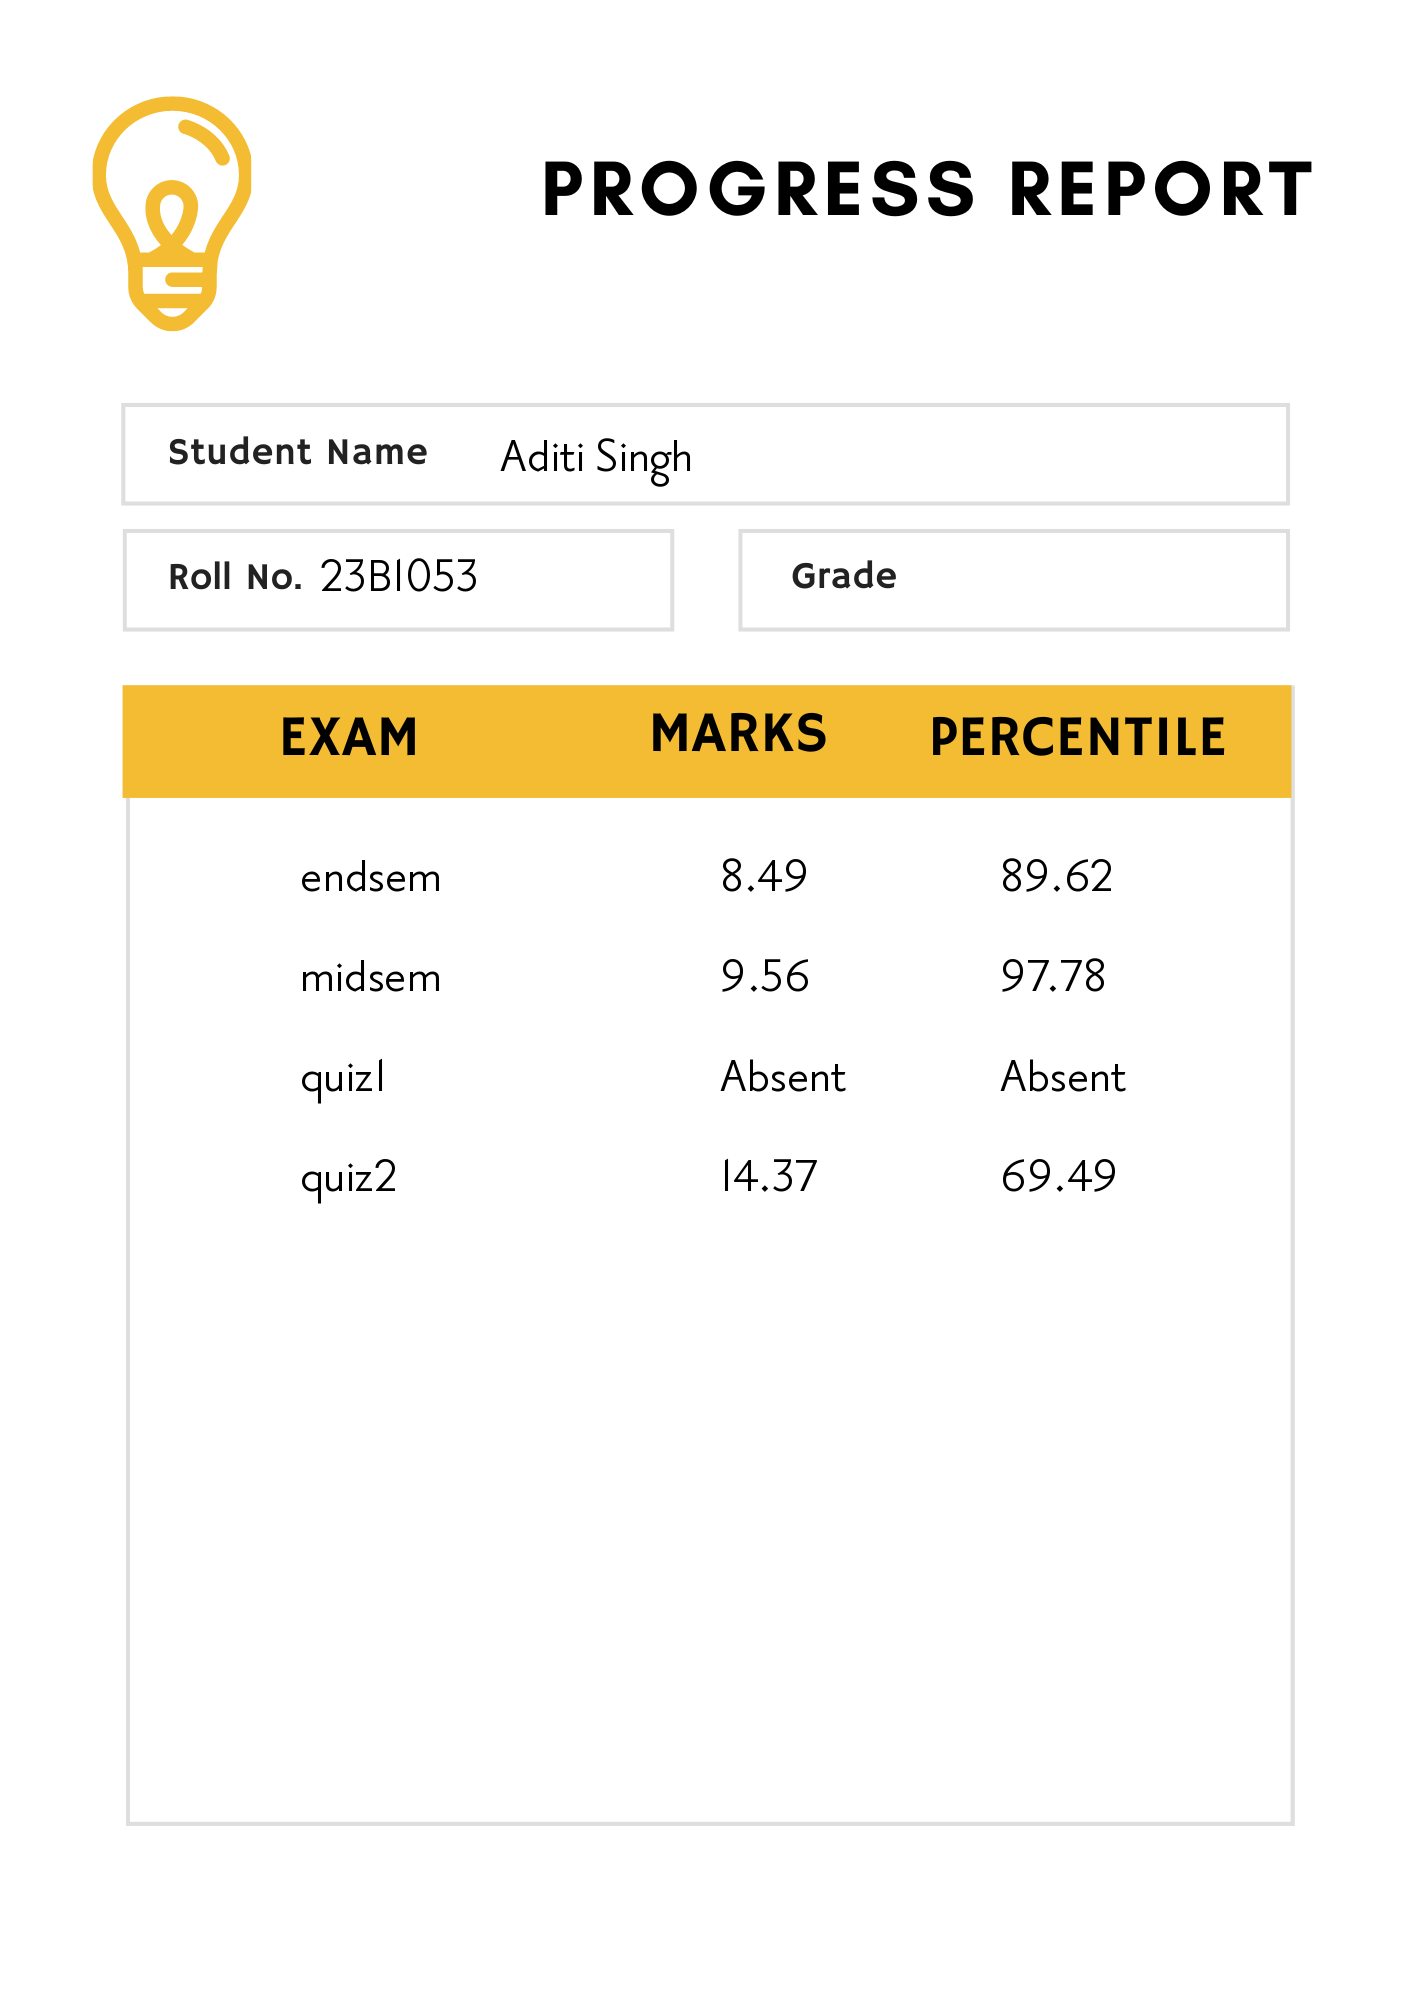 PROGRESS REPORT
Student Name Aditi Singh
Roll No. 23B1053
Grade
EXAM MARKS PERCENTILE
endsem 8.49 89.62
midsem 9.56 97.78
quiz1 Absent Absent
quiz2 14.37 69.49